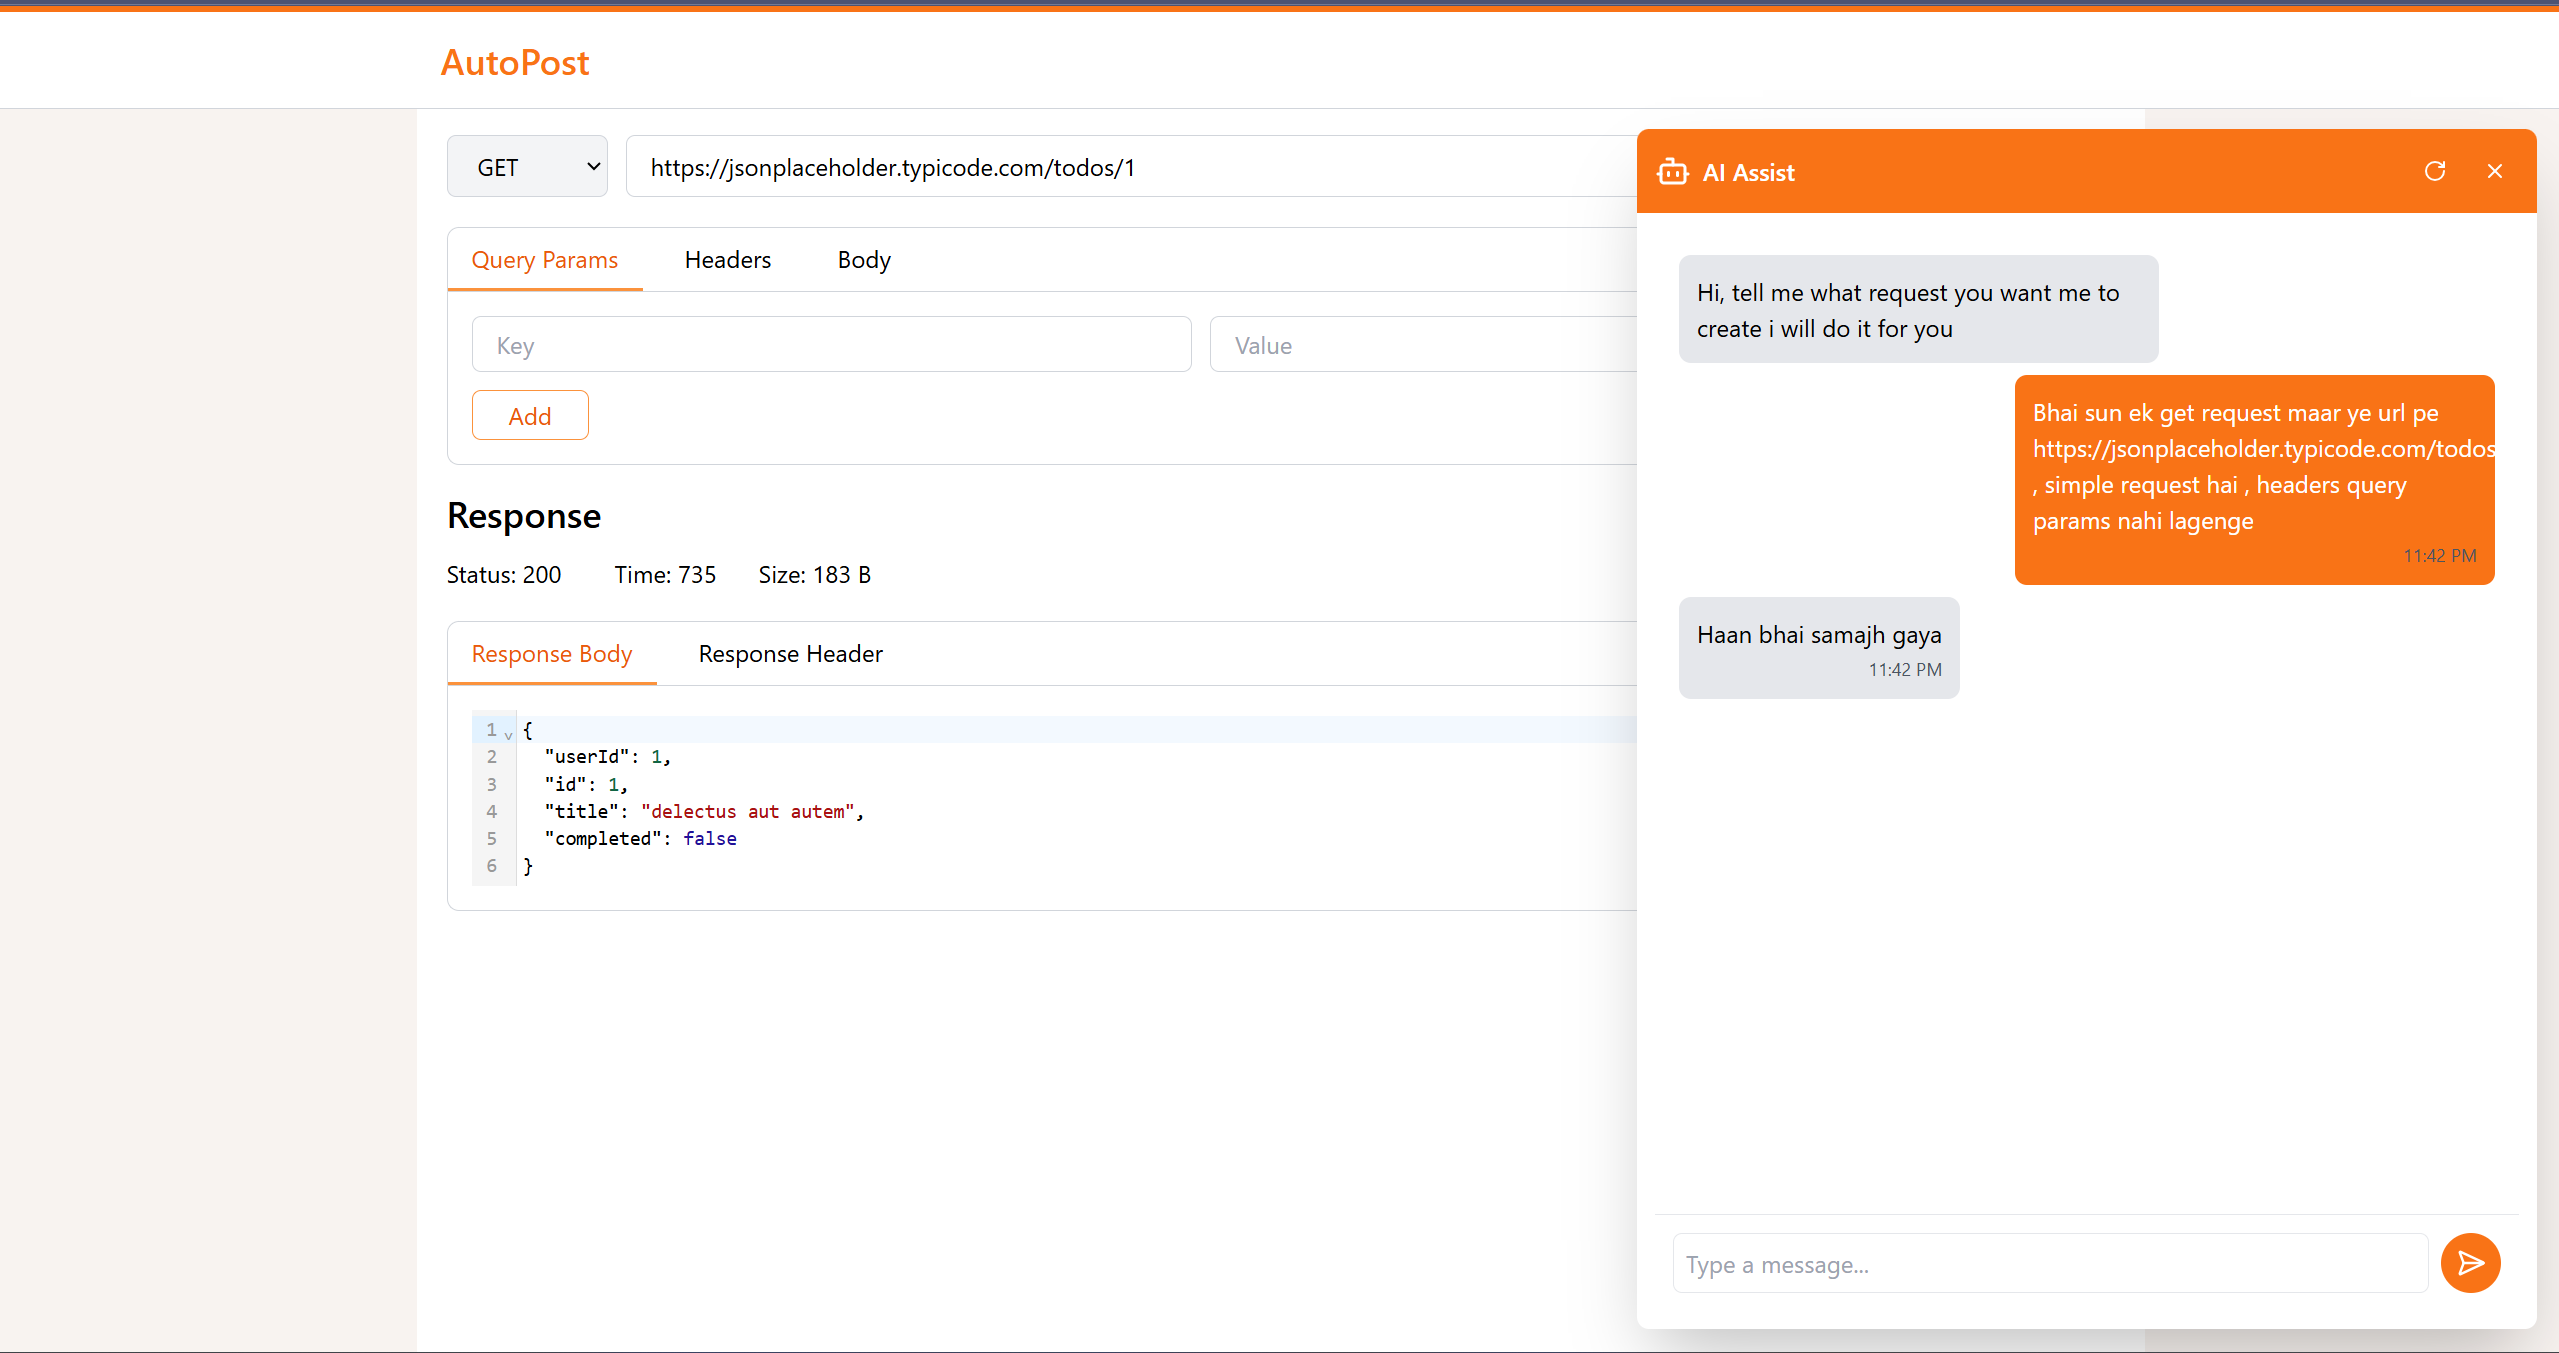 AutoPost
GET
https://jsonplaceholder.typicode.com/todos/1
Query Params Headers Body
Key Value
Add
Response
Status: 200 Time: 735 Size: 183 B
Response Body Response Header
1 {
2 "userId": 1,
3 "id": 1,
4 "title": "delectus aut autem",
5 "completed": false
6 }
AI Assist
Hi, tell me what request you want me to
create i will do it for you
Bhai sun ek get request maar ye url pe
https://jsonplaceholder.typicode.com/todos
, simple request hai , headers query
params nahi lagenge
11:42 PM
Haan bhai samajh gaya
11:42 PM
Type a message...